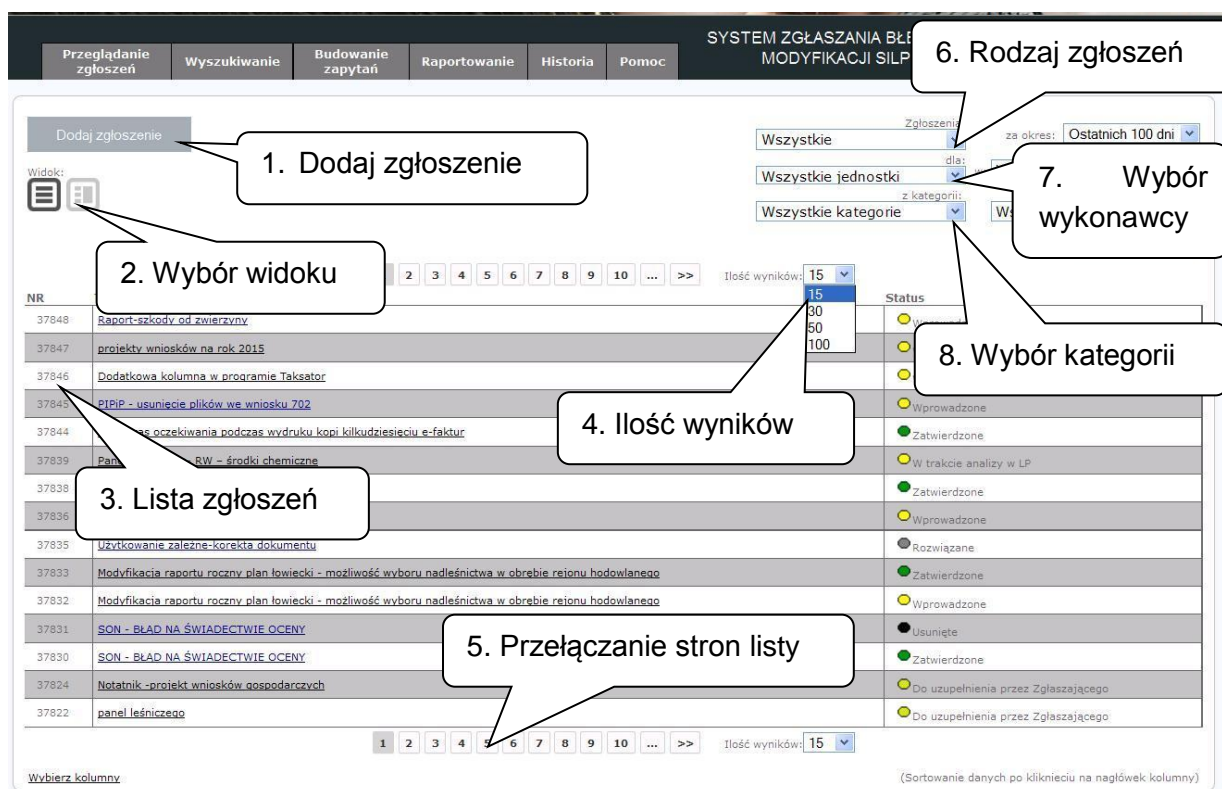 SYSTEM ZGŁASZANIA
MODYFIKACJI SILP
Przeglądanie zgłoszeń
Wyszukiwanie
Budowanie zapytań
Raportowanie
Historia
Pomoc
6. Rodzaj zgłoszeń
Dodaj zgłoszenie
1. Dodaj zgłoszenie
Zgłoszenia
Wszystkie
za okres: Ostatnich 100 dni
dla:
Wszystkie jednostki
7. Wybór
wykonawcy
z kategorii:
Wszystkie kategorie
Widok:
2. Wybór widoku
2 3 4 5 6 7 8 9 10 ... >>
Ilość wyników: 15
15
30
50
100
NR
Status
37848 Raport-szkody od zwierzyny
37847 projekty wniosków na rok 2015
8. Wybór kategorii
37846 Dodatkowa kolumna w programie Taksator
37845 PIPiP - usunięcie plików we wniosku 702 Wprowadzone
4. Ilość wyników
37844 oczekiwania podczas wydruku kopi kilkudziesięciu e-faktur Zatwierdzone
37839 RW – środki chemiczne W trakcie analizy w LP
37838 Zatwierdzone
3. Lista zgłoszeń
37836 Wprowadzone
37835 Użytkowanie zależne-korekta dokumentu Rozwiązane
37833 Modyfikacja raportu roczny plan łowiecki - możliwość wyboru nadleśnictwa w obrębie rejonu hodowlanego Zatwierdzone
37832 Modyfikacja raportu roczny plan łowiecki - możliwość wyboru nadleśnictwa w obrębie rejonu hodowlanego Wprowadzone
37831 SON - BŁAD NA ŚWIADECTWIE OCENY Usunięte
5. Przełączanie stron listy
37830 SON - BŁAD NA ŚWIADECTWIE OCENY Zatwierdzone
37824 Notatnik -projekt wniosków gospodarczych Do uzupełnienia przez Zgłaszającego
37822 panel leśniczego Do uzupełnienia przez Zgłaszającego
1 2 3 4 5 6 7 8 9 10 ... >> Ilość wyników: 15
Wybierz kolumny
(Sortowanie danych po kliknieciu na nagłówek kolumny)